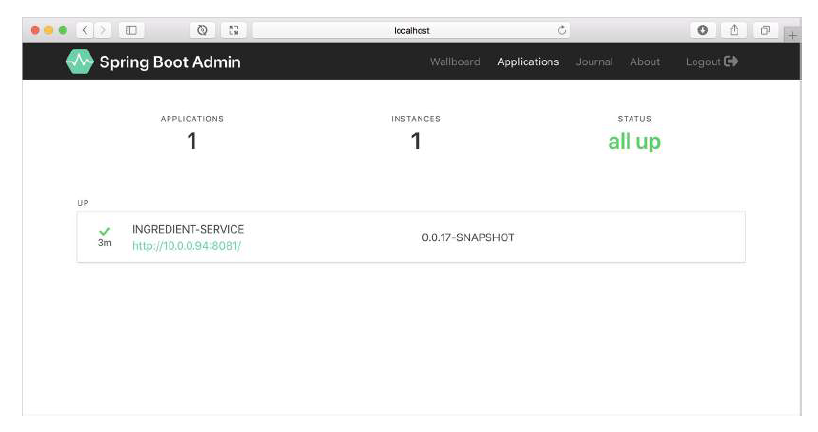 localhost
Spring Boot Admin
Wallboard Applications Journal About Logout
APPLICATIONS INSTANCES STATUS
1 1 all up
UP
INGREDIENT-SERVICE
3m http://10.0.0.94:8081/ 0.0.17-SNAPSHOT